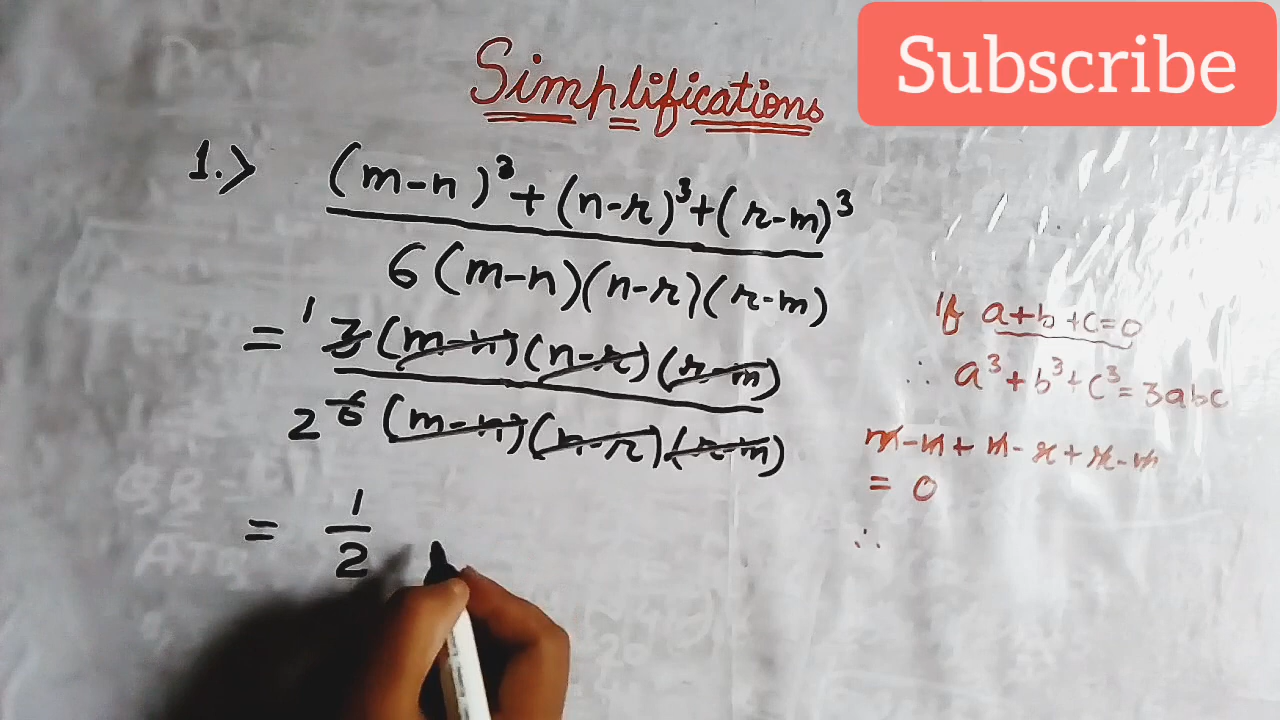 Subscribe
Simplifications
1.> (m-n)³+(n-r)³+(r-m)³
6(m-n)(n-r)(r-m)
= 1 3(m-n)(n-r)(r-m)
2 6(m-n)(n-r)(r-m)
= 1
2
If a+b+c=0
∴ a³+b³+c³=3abc
m-n+n-r+r-m
= 0
∴